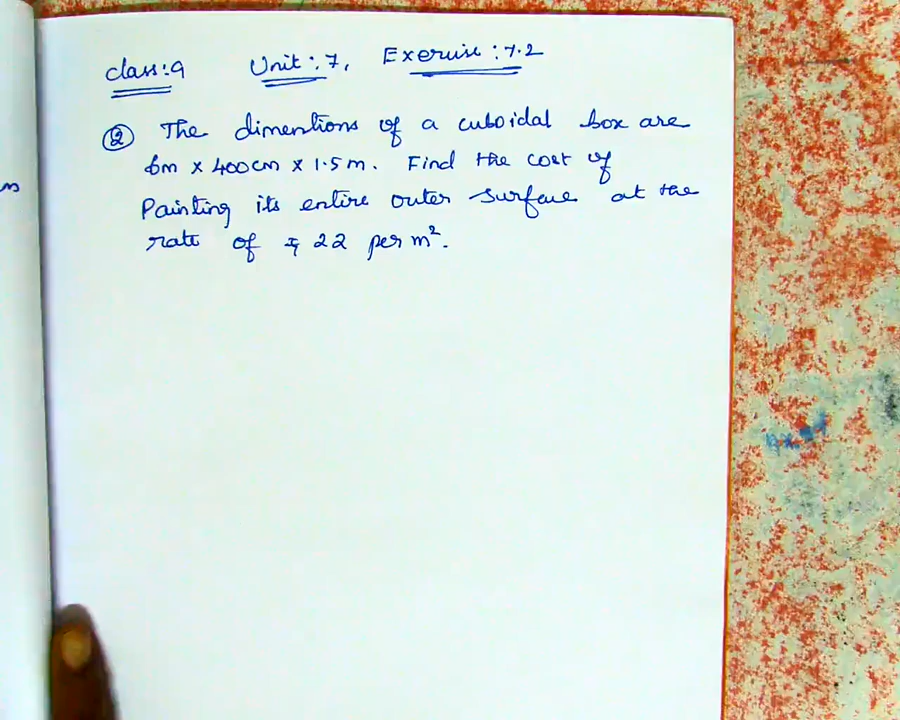 class:9 Unit:7, Exercise:7.2
② The dimentions of a cuboidal box are
6m x 400cm x 1.5m. Find the cost of
Painting its entire outer surface at the
rate of ₹ 22 per m².